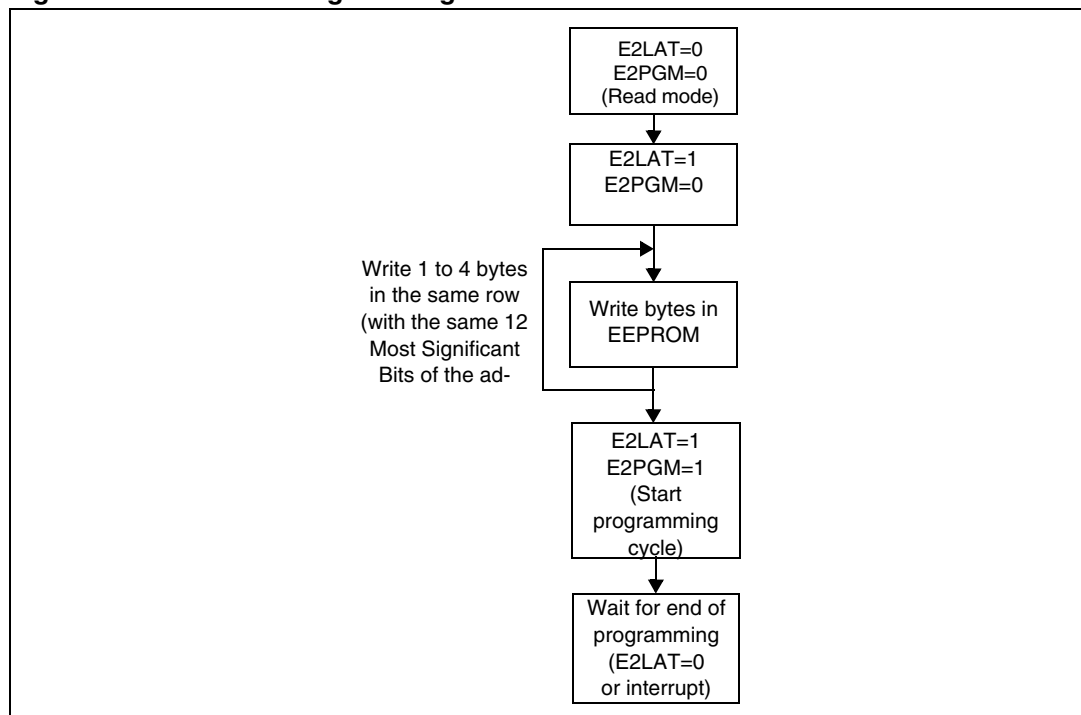 E2LAT=0
E2PGM=0
(Read mode)
E2LAT=1
E2PGM=0
Write 1 to 4 bytes
in the same row
(with the same 12
Most Significant
Bits of the ad-
Write bytes in
EEPROM
E2LAT=1
E2PGM=1
(Start
programming
cycle)
Wait for end of
programming
(E2LAT=0
or interrupt)